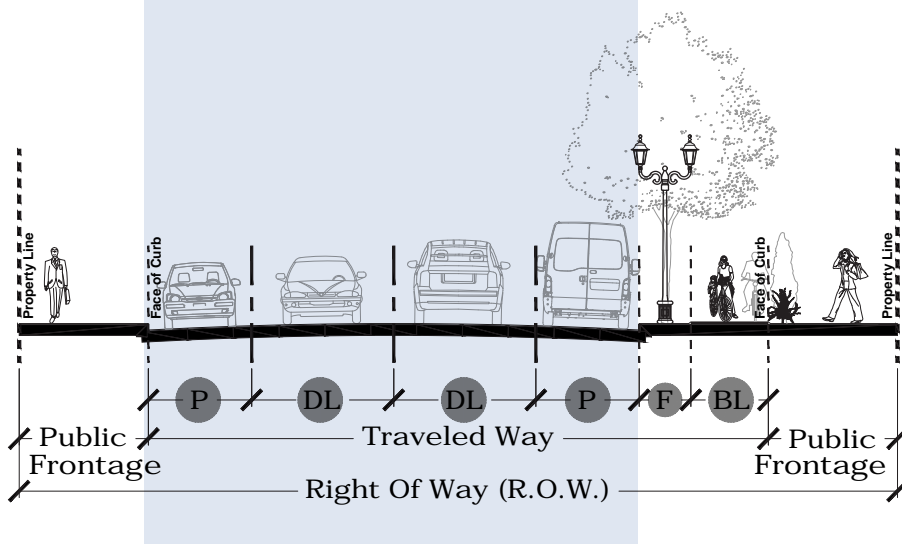 Property Line
Face of Curb
Face of Curb
Property Line
P DL DL P F BL
Public Frontage
Traveled Way
Public Frontage
Right Of Way (R.O.W.)